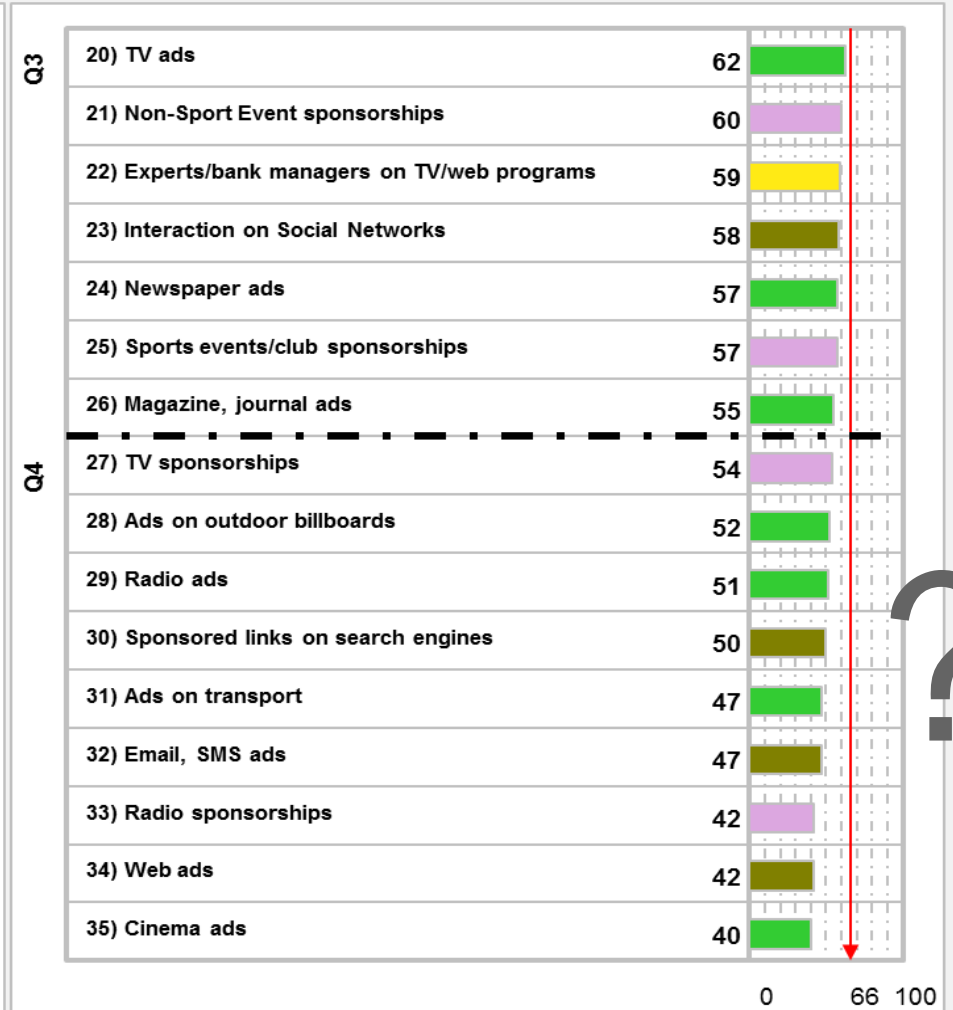 Q3
20) TV ads 62
21) Non-Sport Event sponsorships 60
22) Experts/bank managers on TV/web programs 59
23) Interaction on Social Networks 58
24) Newspaper ads 57
25) Sports events/club sponsorships 57
26) Magazine, journal ads 55
Q4
27) TV sponsorships 54
28) Ads on outdoor billboards 52
29) Radio ads 51
30) Sponsored links on search engines 50
31) Ads on transport 47
32) Email, SMS ads 47
33) Radio sponsorships 42
34) Web ads 42
35) Cinema ads 40
0 66 100
?